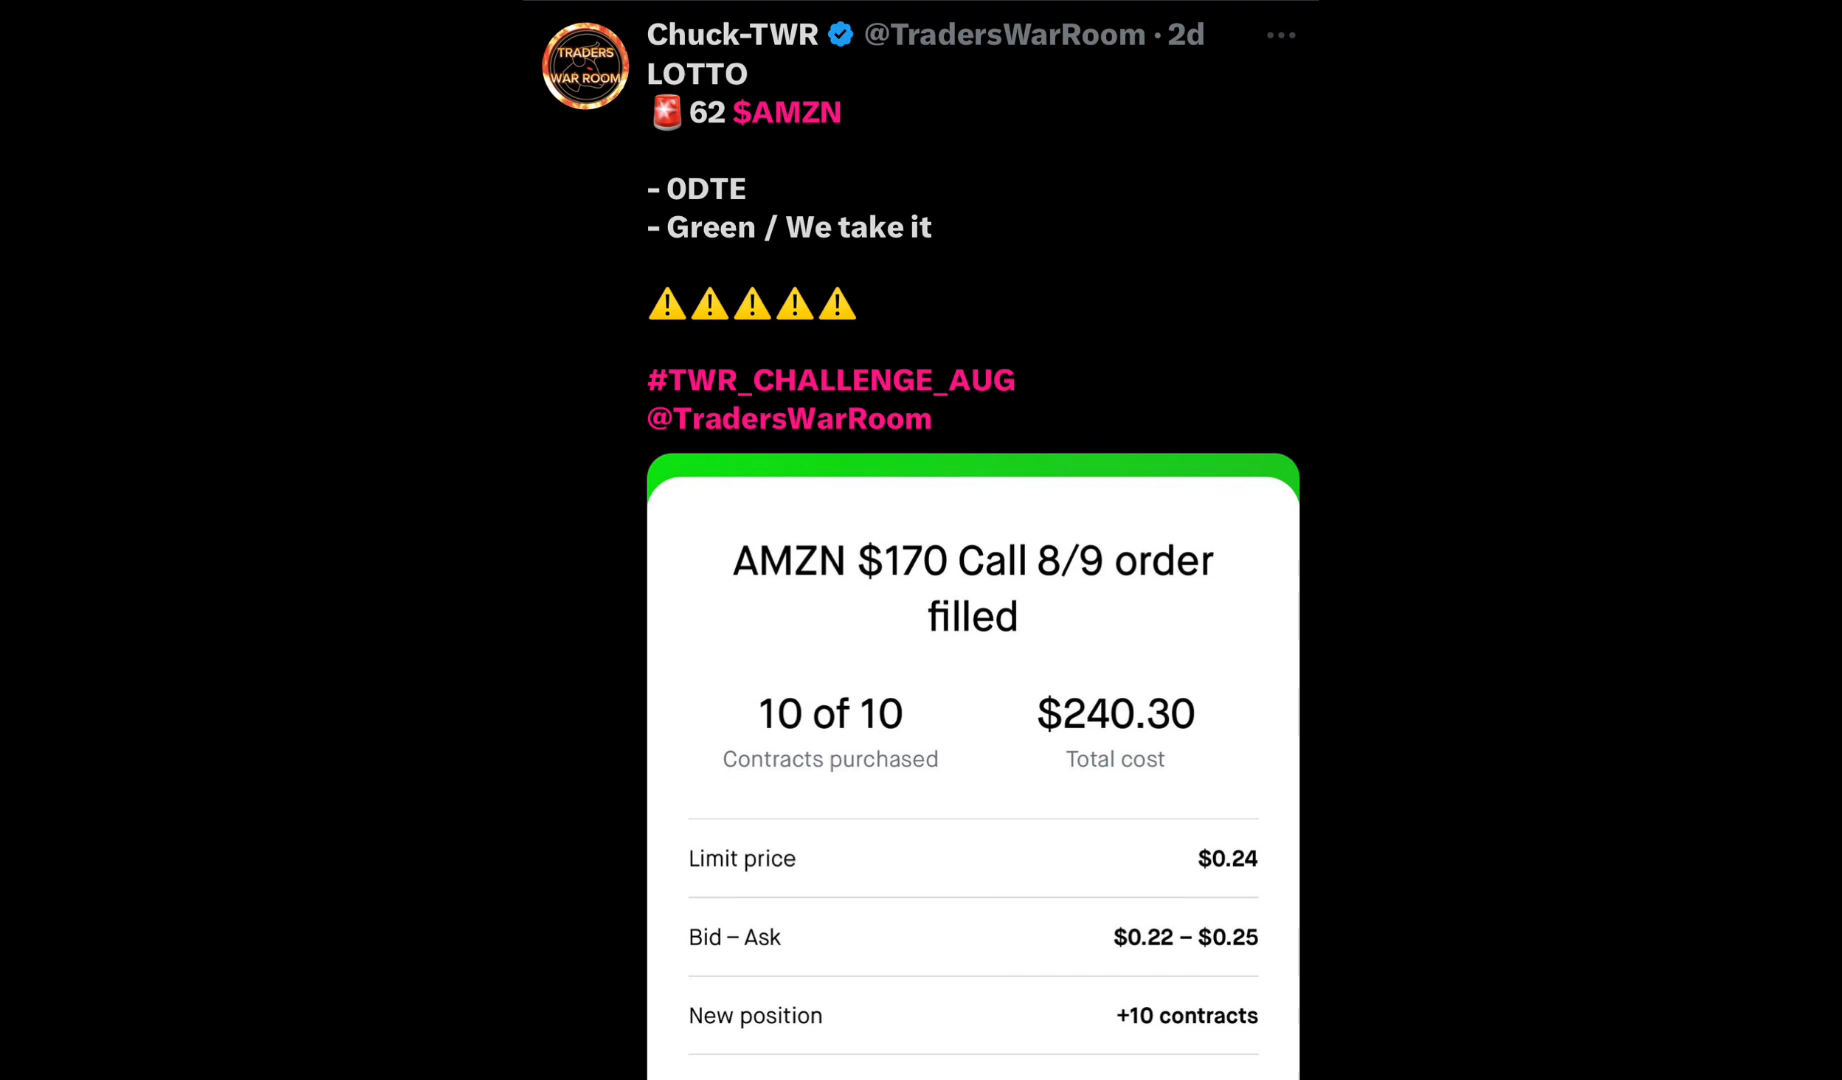 TRADERS
WAR ROOM
Chuck-TWR @TradersWarRoom · 2d
LOTTO
🚨 62 $AMZN
- 0DTE
- Green / We take it
⚠️⚠️⚠️⚠️⚠️
#TWR_CHALLENGE_AUG
@TradersWarRoom
AMZN $170 Call 8/9 order
filled
10 of 10 $240.30
Contracts purchased Total cost
Limit price $0.24
Bid – Ask $0.22 – $0.25
New position +10 contracts